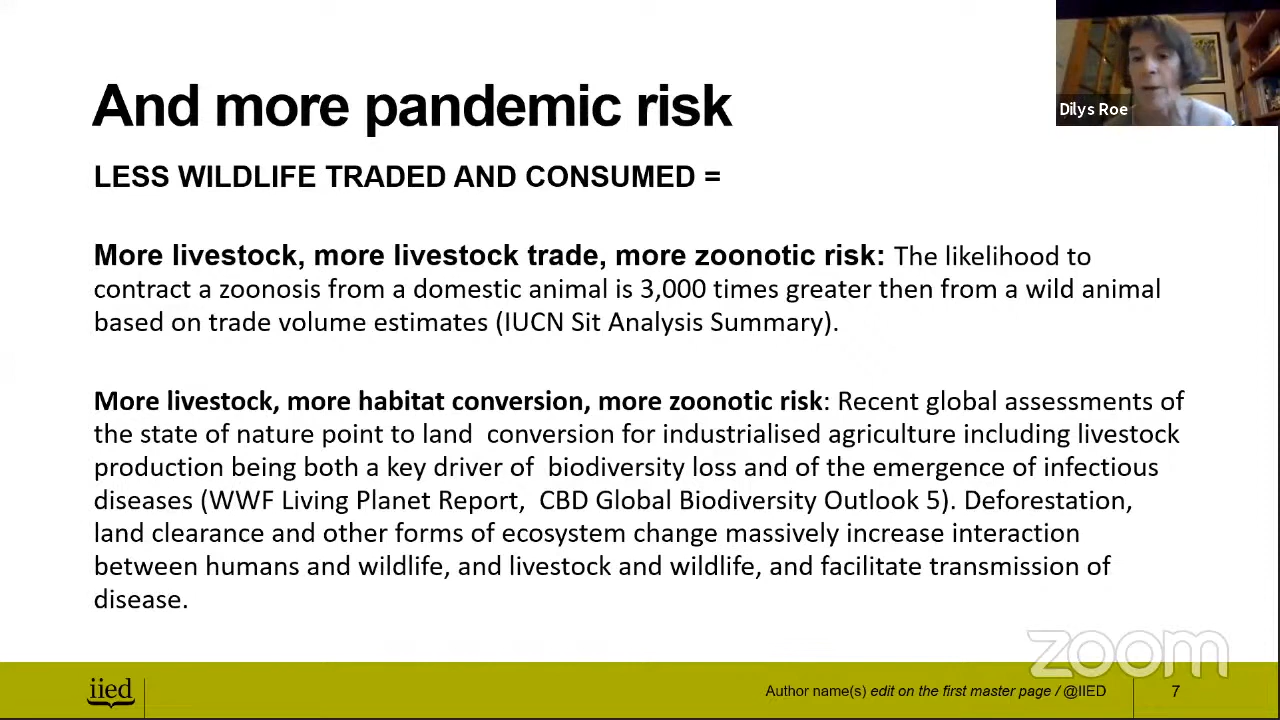 And more pandemic risk
Dilys Roe
LESS WILDLIFE TRADED AND CONSUMED =
More livestock, more livestock trade, more zoonotic risk: The likelihood to
contract a zoonosis from a domestic animal is 3,000 times greater then from a wild animal
based on trade volume estimates (IUCN Sit Analysis Summary).
More livestock, more habitat conversion, more zoonotic risk: Recent global assessments of
the state of nature point to land conversion for industrialised agriculture including livestock
production being both a key driver of biodiversity loss and of the emergence of infectious
diseases (WWF Living Planet Report, CBD Global Biodiversity Outlook 5). Deforestation,
land clearance and other forms of ecosystem change massively increase interaction
between humans and wildlife, and livestock and wildlife, and facilitate transmission of
disease.
zoom
iied
Author name(s) edit on the first master page / @IIED
7